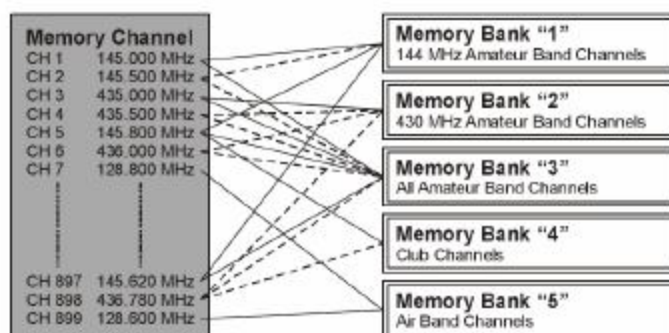 Memory Channel
CH 1 145.000 MHz
CH 2 145.500 MHz
CH 3 435.000 MHz
CH 4 435.500 MHz
CH 5 145.800 MHz
CH 6 436.000 MHz
CH 7 128.800 MHz
CH 897 145.620 MHz
CH 898 436.780 MHz
CH 899 128.600 MHz
Memory Bank “1”
144 MHz Amateur Band Channels
Memory Bank “2”
430 MHz Amateur Band Channels
Memory Bank “3”
All Amateur Band Channels
Memory Bank “4”
Club Channels
Memory Bank “5”
Air Band Channels